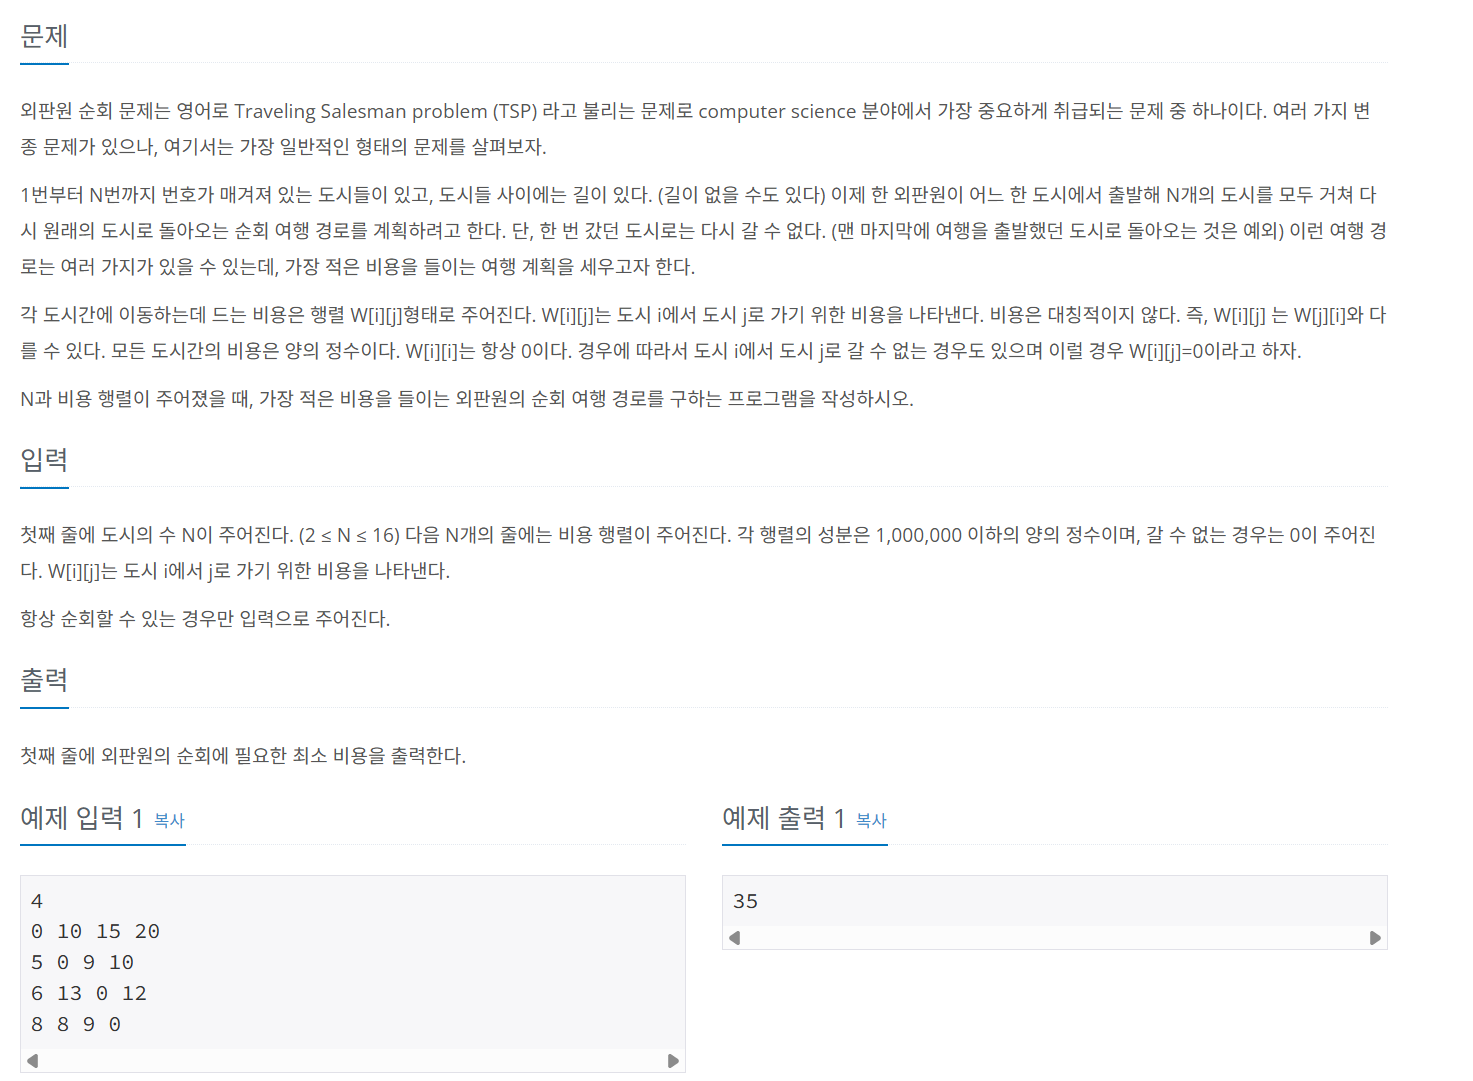 문제
외판원 순회 문제는 영어로 Traveling Salesman problem (TSP) 라고 불리는 문제로 computer science 분야에서 가장 중요하게 취급되는 문제 중 하나이다. 여러 가지 변
종 문제가 있으나, 여기서는 가장 일반적인 형태의 문제를 살펴보자.
1번부터 N번까지 번호가 매겨져 있는 도시들이 있고, 도시들 사이에는 길이 있다. (길이 없을 수도 있다) 이제 한 외판원이 어느 한 도시에서 출발해 N개의 도시를 모두 거쳐 다
시 원래의 도시로 돌아오는 순회 여행 경로를 계획하려고 한다. 단, 한 번 갔던 도시로는 다시 갈 수 없다. (맨 마지막에 여행을 출발했던 도시로 돌아오는 것은 예외) 이런 여행 경
로는 여러 가지가 있을 수 있는데, 가장 적은 비용을 들이는 여행 계획을 세우고자 한다.
각 도시간에 이동하는데 드는 비용은 행렬 W[i][j]형태로 주어진다. W[i][j]는 도시 i에서 도시 j로 가기 위한 비용을 나타낸다. 비용은 대칭적이지 않다. 즉, W[i][j] 는 W[j][i]와 다
를 수 있다. 모든 도시간의 비용은 양의 정수이다. W[i][i]는 항상 0이다. 경우에 따라서 도시 i에서 도시 j로 갈 수 없는 경우도 있으며 이럴 경우 W[i][j]=0이라고 하자.
N과 비용 행렬이 주어졌을 때, 가장 적은 비용을 들이는 외판원의 순회 여행 경로를 구하는 프로그램을 작성하시오.
입력
첫째 줄에 도시의 수 N이 주어진다. (2 ≤ N ≤ 16) 다음 N개의 줄에는 비용 행렬이 주어진다. 각 행렬의 성분은 1,000,000 이하의 양의 정수이며, 갈 수 없는 경우는 0이 주어진
다. W[i][j]는 도시 i에서 j로 가기 위한 비용을 나타낸다.
항상 순회할 수 있는 경우만 입력으로 주어진다.
출력
첫째 줄에 외판원의 순회에 필요한 최소 비용을 출력한다.
예제 입력 1 복사
4
0 10 15 20
5 0 9 10
6 13 0 12
8 8 9 0
예제 출력 1 복사
35